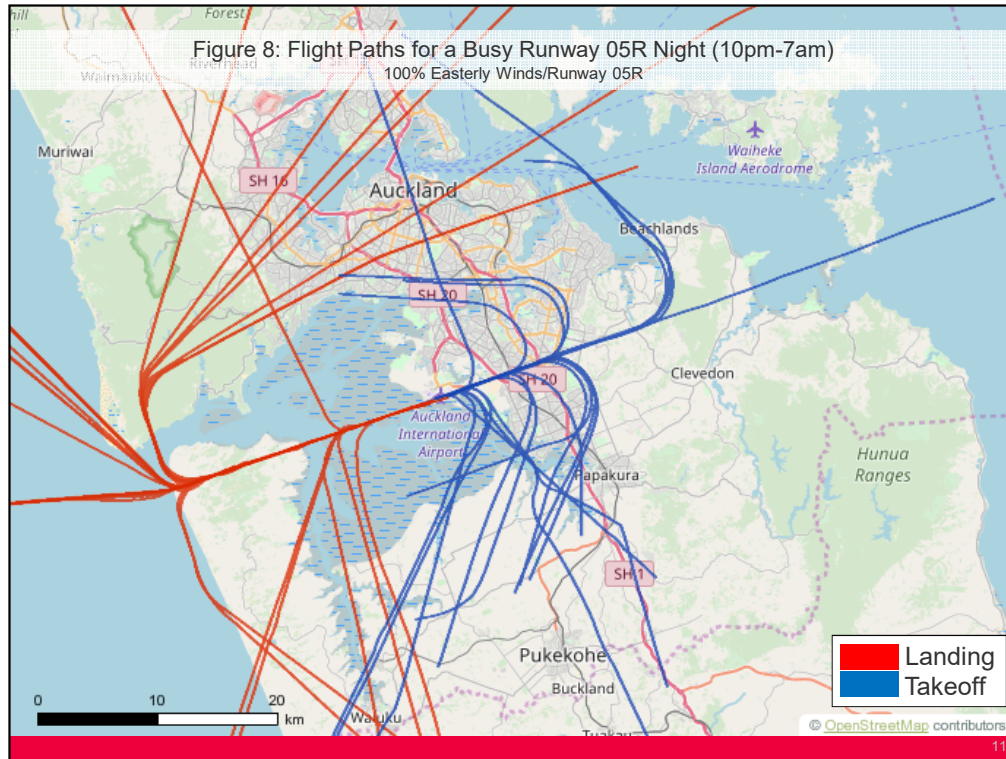 hill
Forest
Figure 8: Flight Paths for a Busy Runway 05R Night (10pm-7am)
100% Easterly Winds/Runway 05R
Riverhead
Waimauku
Muriwai
SH 16
Auckland
Waiheke
Island Aerodrome
Beachlands
SH 20
SH 20
Clevedon
Auckland
International
Airport
Papakura
Hunua
Ranges
SH 1
Pukekohe
Buckland
Waiuku
Tuakau
Landing
Takeoff
0 10 20
km
© OpenStreetMap contributors
11